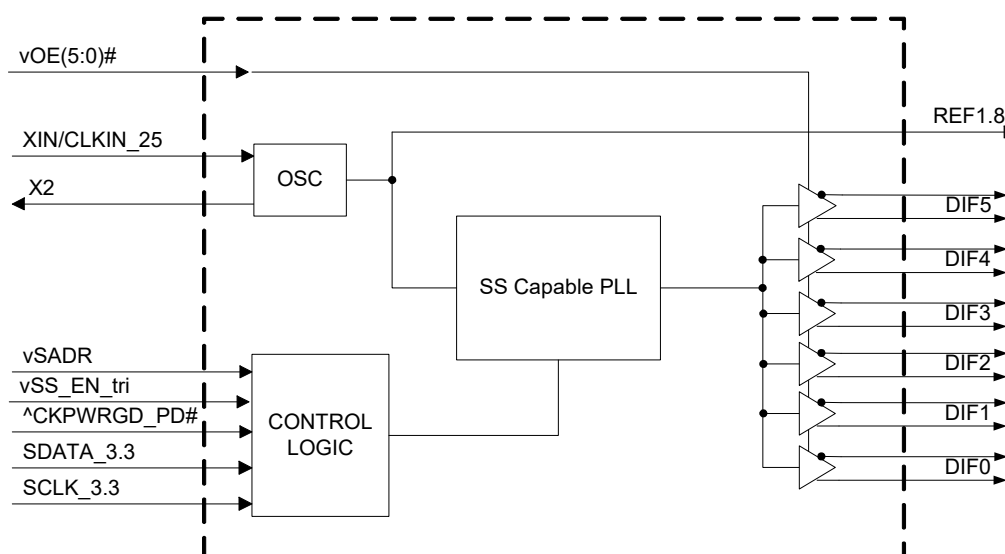 vOE(5:0)#
REF1.8
XIN/CLKIN_25
OSC
X2
DIF5
DIF4
SS Capable PLL
DIF3
vSADR
DIF2
vSS_EN_tri
^CKPWRGD_PD#
DIF1
CONTROL
LOGIC
SDATA_3.3
DIF0
SCLK_3.3